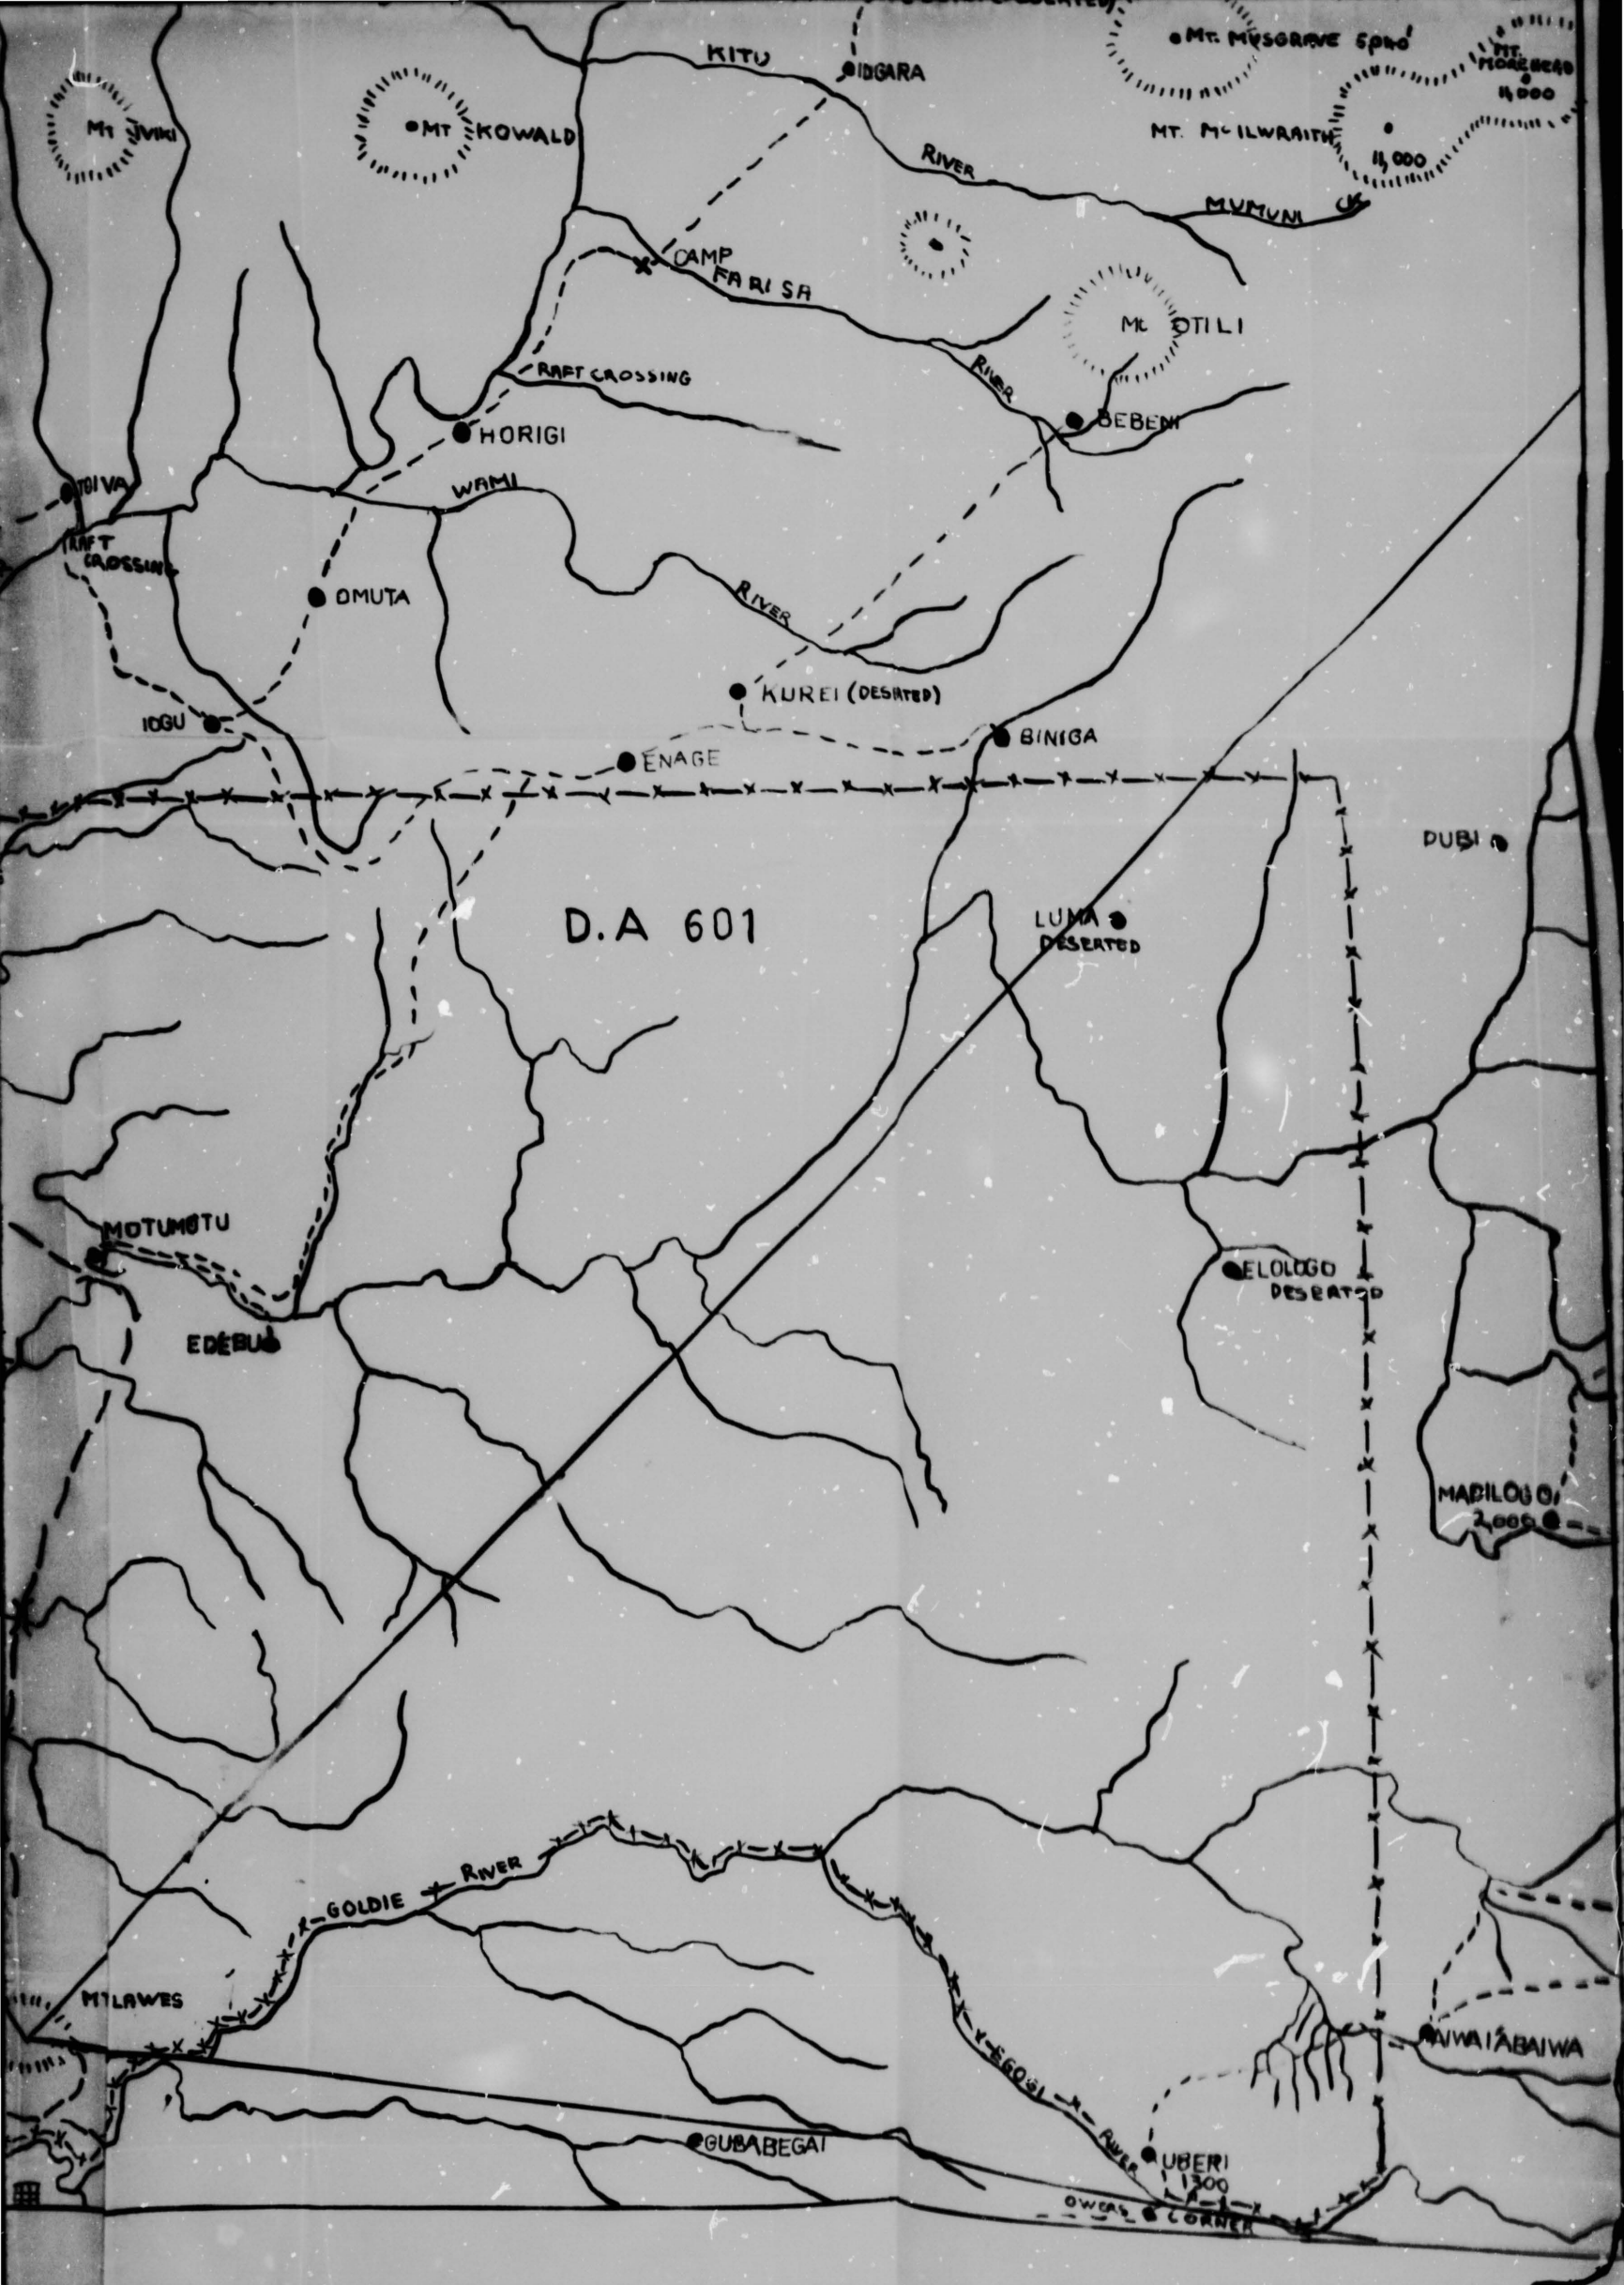 KITU
IDGARA
MT. MUSGRAVE
MT. MOREHEAD
11,000
MT IVIKI
MT KOWALD
MT. McILWRAITH
11,000
RIVER
MUMUNI CK
CAMP
FARISA
Mt OTILI
RAFT CROSSING
RIVER
BEBENI
HORIGI
TOIVA
WAMI
RAFT
CROSSING
OMUTA
RIVER
KUREI (DESRTED)
IOGU
BINIGA
ENAGE
DUBI
D.A 601
LUMA
DESERTED
MOTUMOTU
ELOLOGO
DESERTED
EDEBU
MADILOGO
2,000
RIVER
GOLDIE
MT LAWES
AIWAIABAIWA
EGOGI
RIVER
GUBABEGAI
UBERI
1300
OWERS CORNER